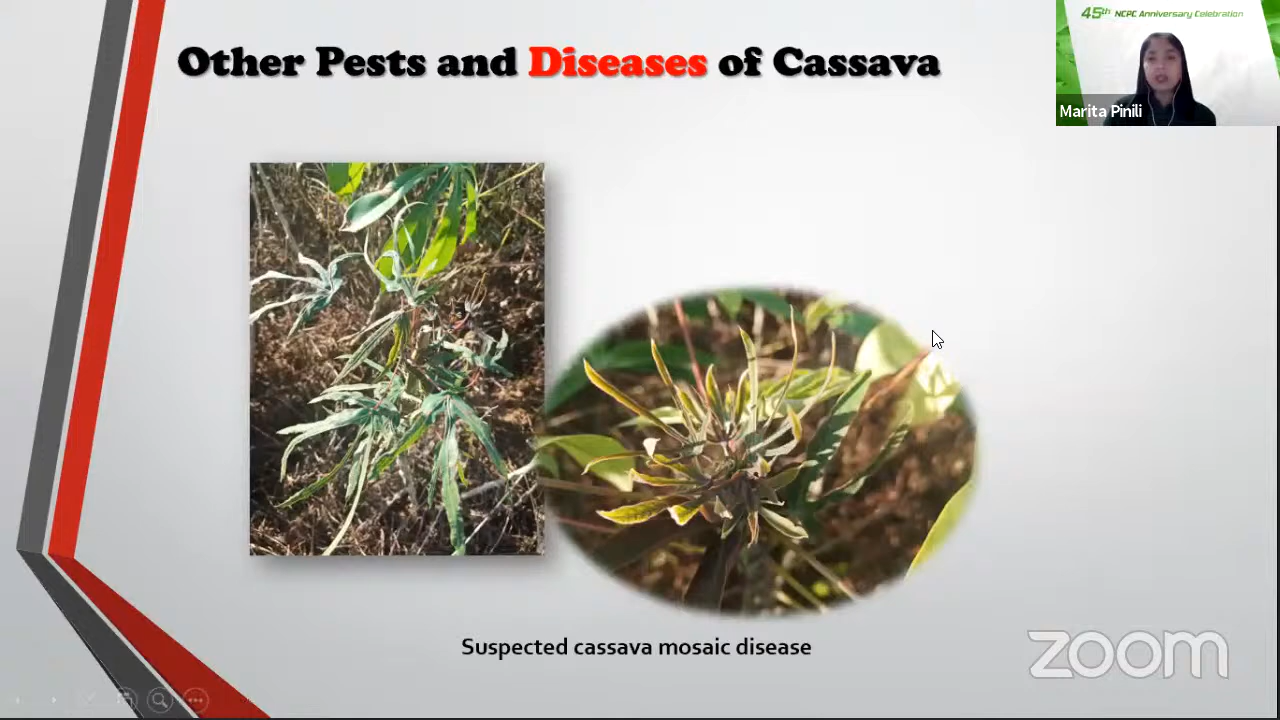 45th NCPC Anniversary Celebration
Other Pests and Diseases of Cassava
Marita Pinili
Suspected cassava mosaic disease
zoom